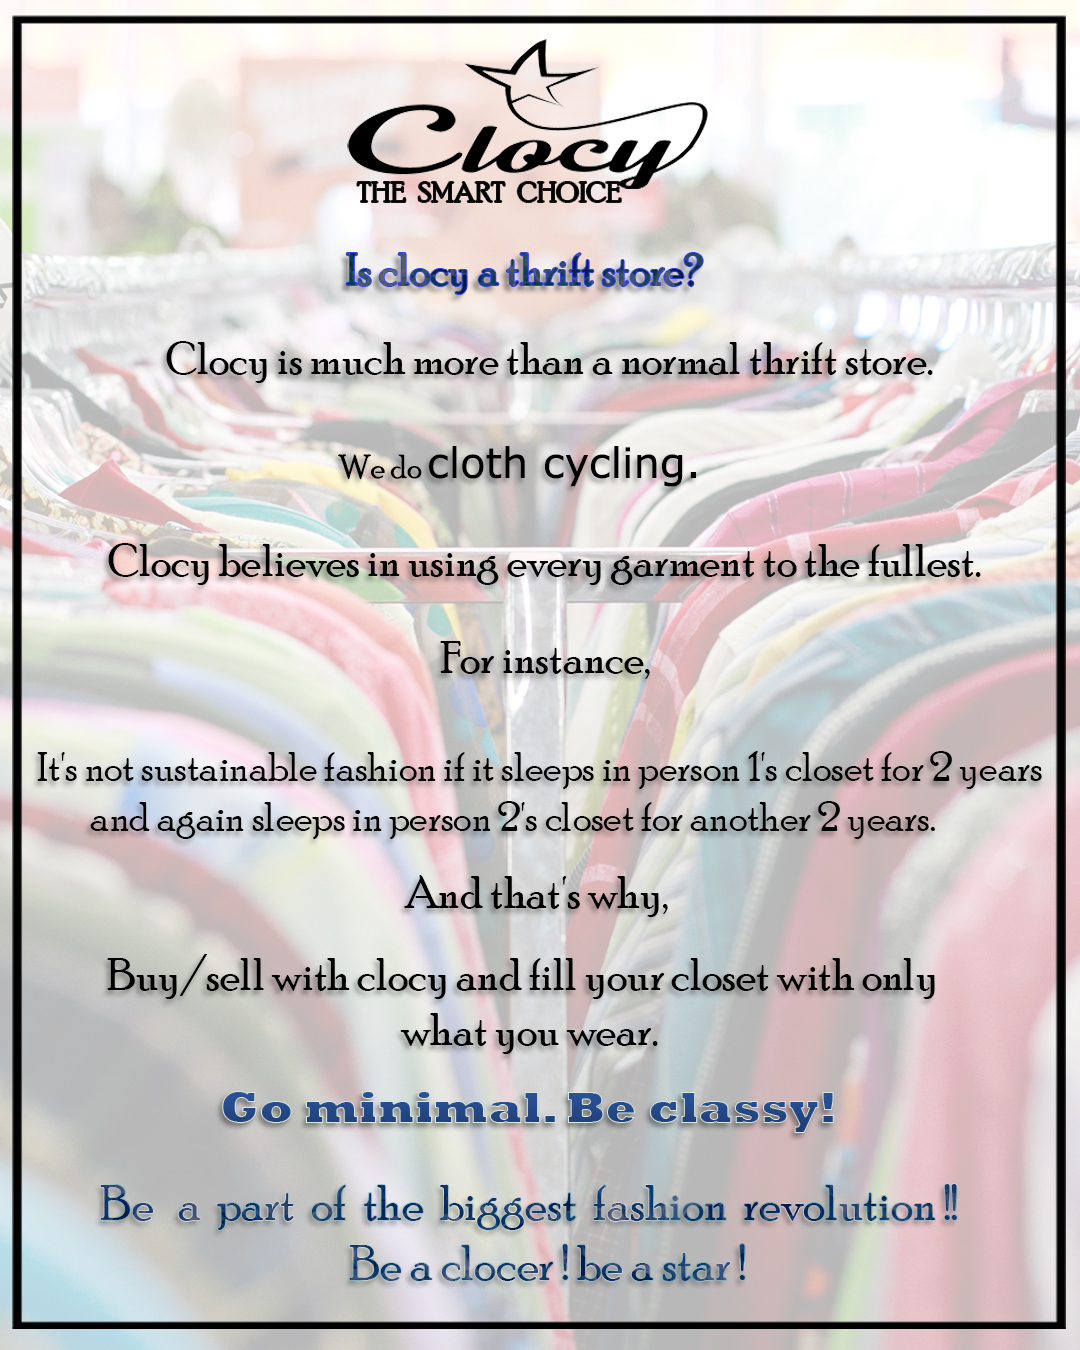 Clocy
THE SMART CHOICE
Is clocy a thrift store?
Clocy is much more than a normal thrift store.
We do cloth cycling.
Clocy believes in using every garment to the fullest.
For instance,
It's not sustainable fashion if it sleeps in person 1's closet for 2 years
and again sleeps in person 2's closet for another 2 years.
And that's why,
Buy/sell with clocy and fill your closet with only
what you wear.
Go minimal. Be classy!
Be a part of the biggest fashion revolution !!
Be a clocer ! be a star !